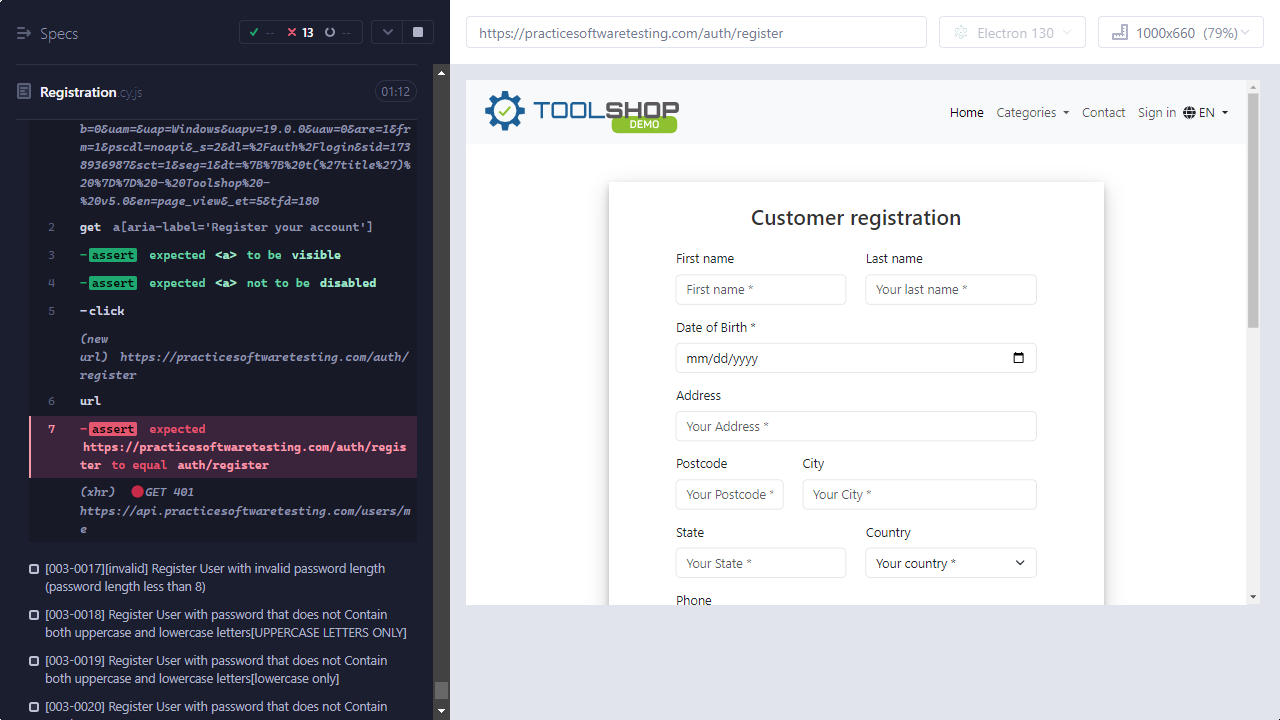 Specs
-- 13 --
https://practicesoftwaretesting.com/auth/register
Electron 130
1000x660 (79%)
Registration.cy.js
01:12
b=0&uam=&uap=Windows&uapv=19.0.0&uaw=0&are=1&fr
m=1&pscdl=noapi&_s=2&dl=%2Fauth%2Flogin&sid=173
8936987&sct=1&seg=1&dt=%7B%7B%20t(%27title%27)%
20%7D%7D%20-%20Toolshop%20-
%20v5.0&en=page_view&_et=5&tfd=180
2 get a[aria-label='Register your account']
3 -assert expected <a> to be visible
4 -assert expected <a> not to be disabled
5 -click
(new
url) https://practicesoftwaretesting.com/auth/
register
6 url
7 -assert expected
https://practicesoftwaretesting.com/auth/regis
ter to equal auth/register
(xhr) GET 401
https://api.practicesoftwaretesting.com/users/m
e
[003-0017][invalid] Register User with invalid password length
(password length less than 8)
[003-0018] Register User with password that does not Contain
both uppercase and lowercase letters[UPPERCASE LETTERS ONLY]
[003-0019] Register User with password that does not Contain
both uppercase and lowercase letters[lowercase only]
[003-0020] Register User with password that does not Contain
TOOLSHOP
DEMO
Home Categories Contact Sign in EN
Customer registration
First name Last name
First name * Your last name *
Date of Birth *
mm/dd/yyyy
Address
Your Address *
Postcode City
Your Postcode * Your City *
State Country
Your State * Your country *
Phone